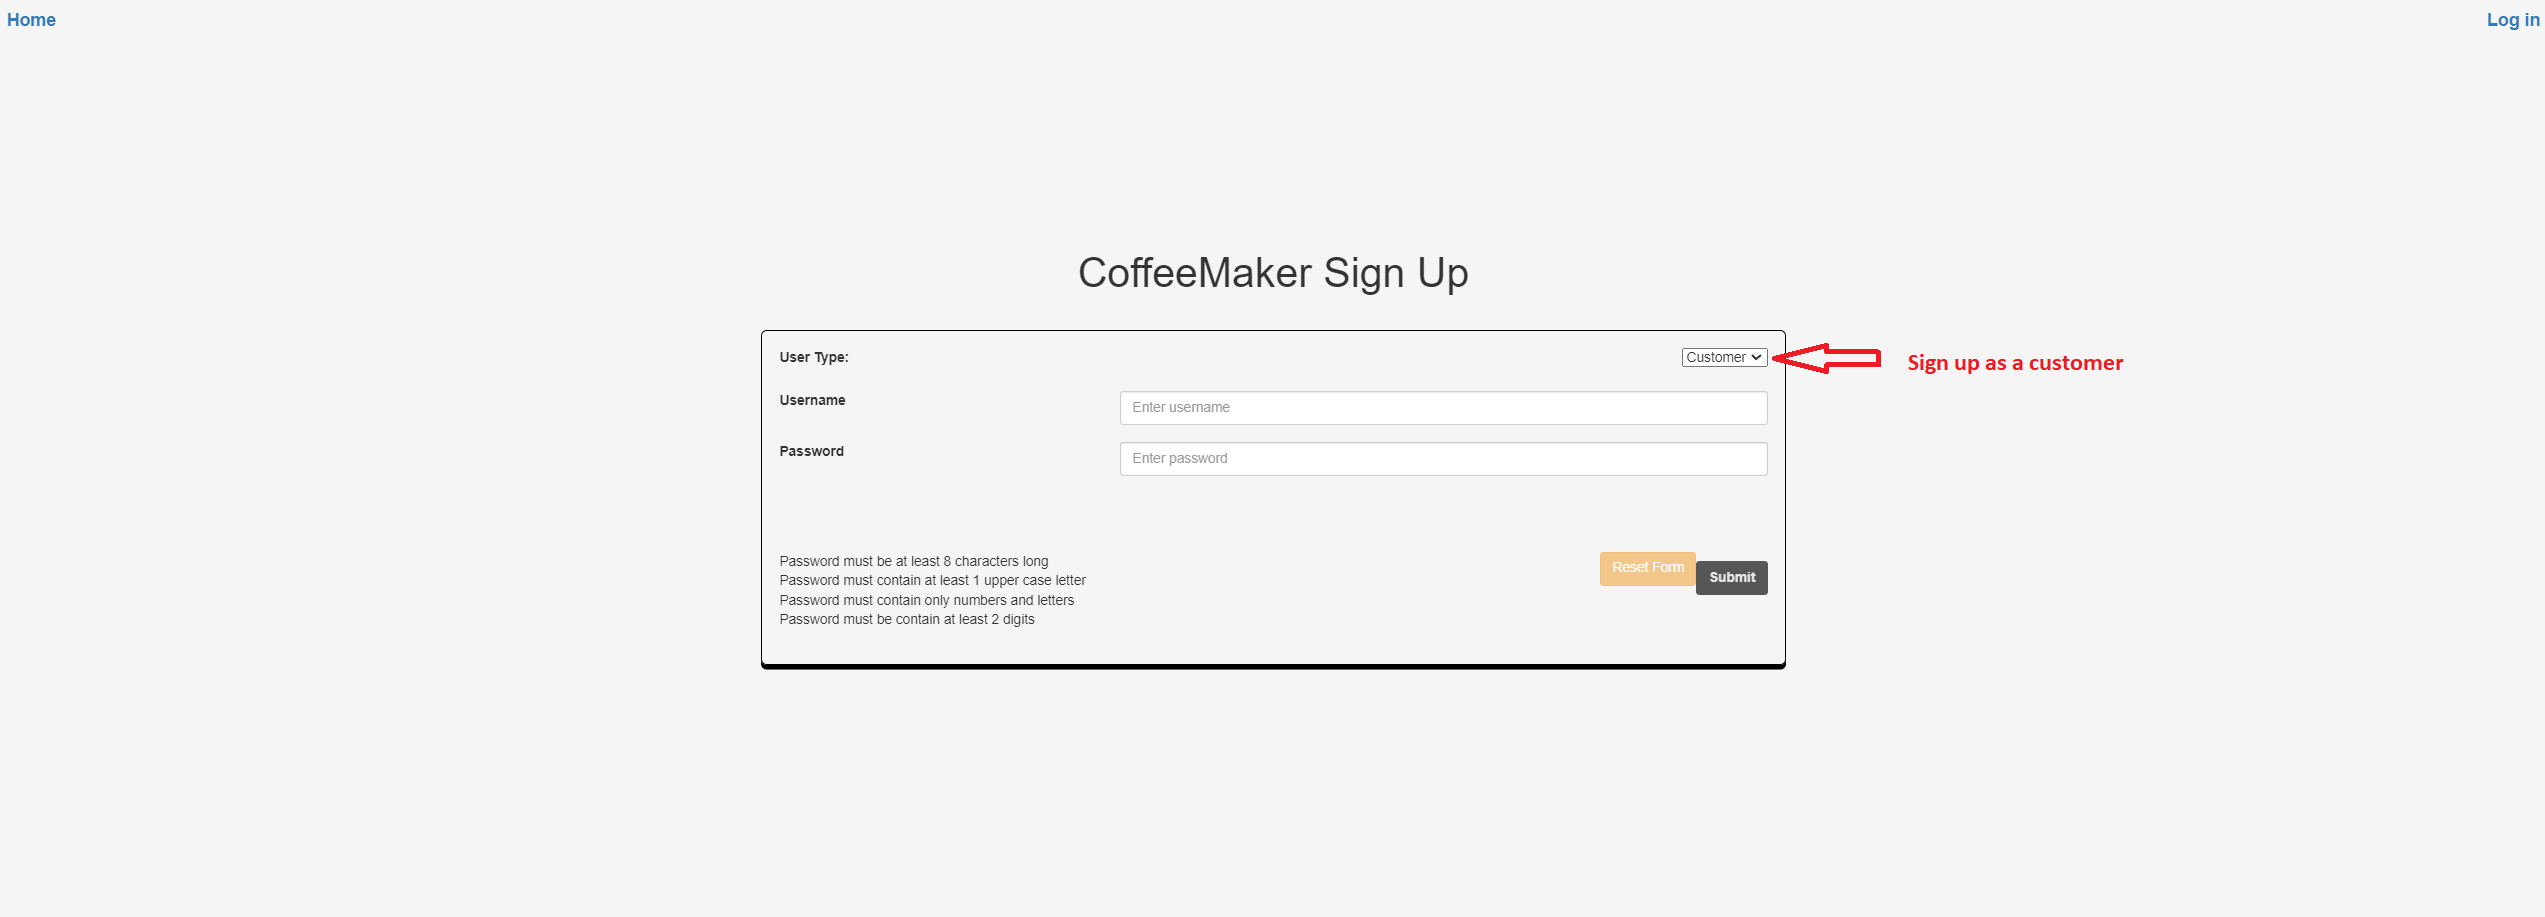 Home
Log in
CoffeeMaker Sign Up
User Type:
Customer
Sign up as a customer
Username
Enter username
Password
Enter password
Password must be at least 8 characters long
Password must contain at least 1 upper case letter
Password must contain only numbers and letters
Password must be contain at least 2 digits
Reset Form
Submit